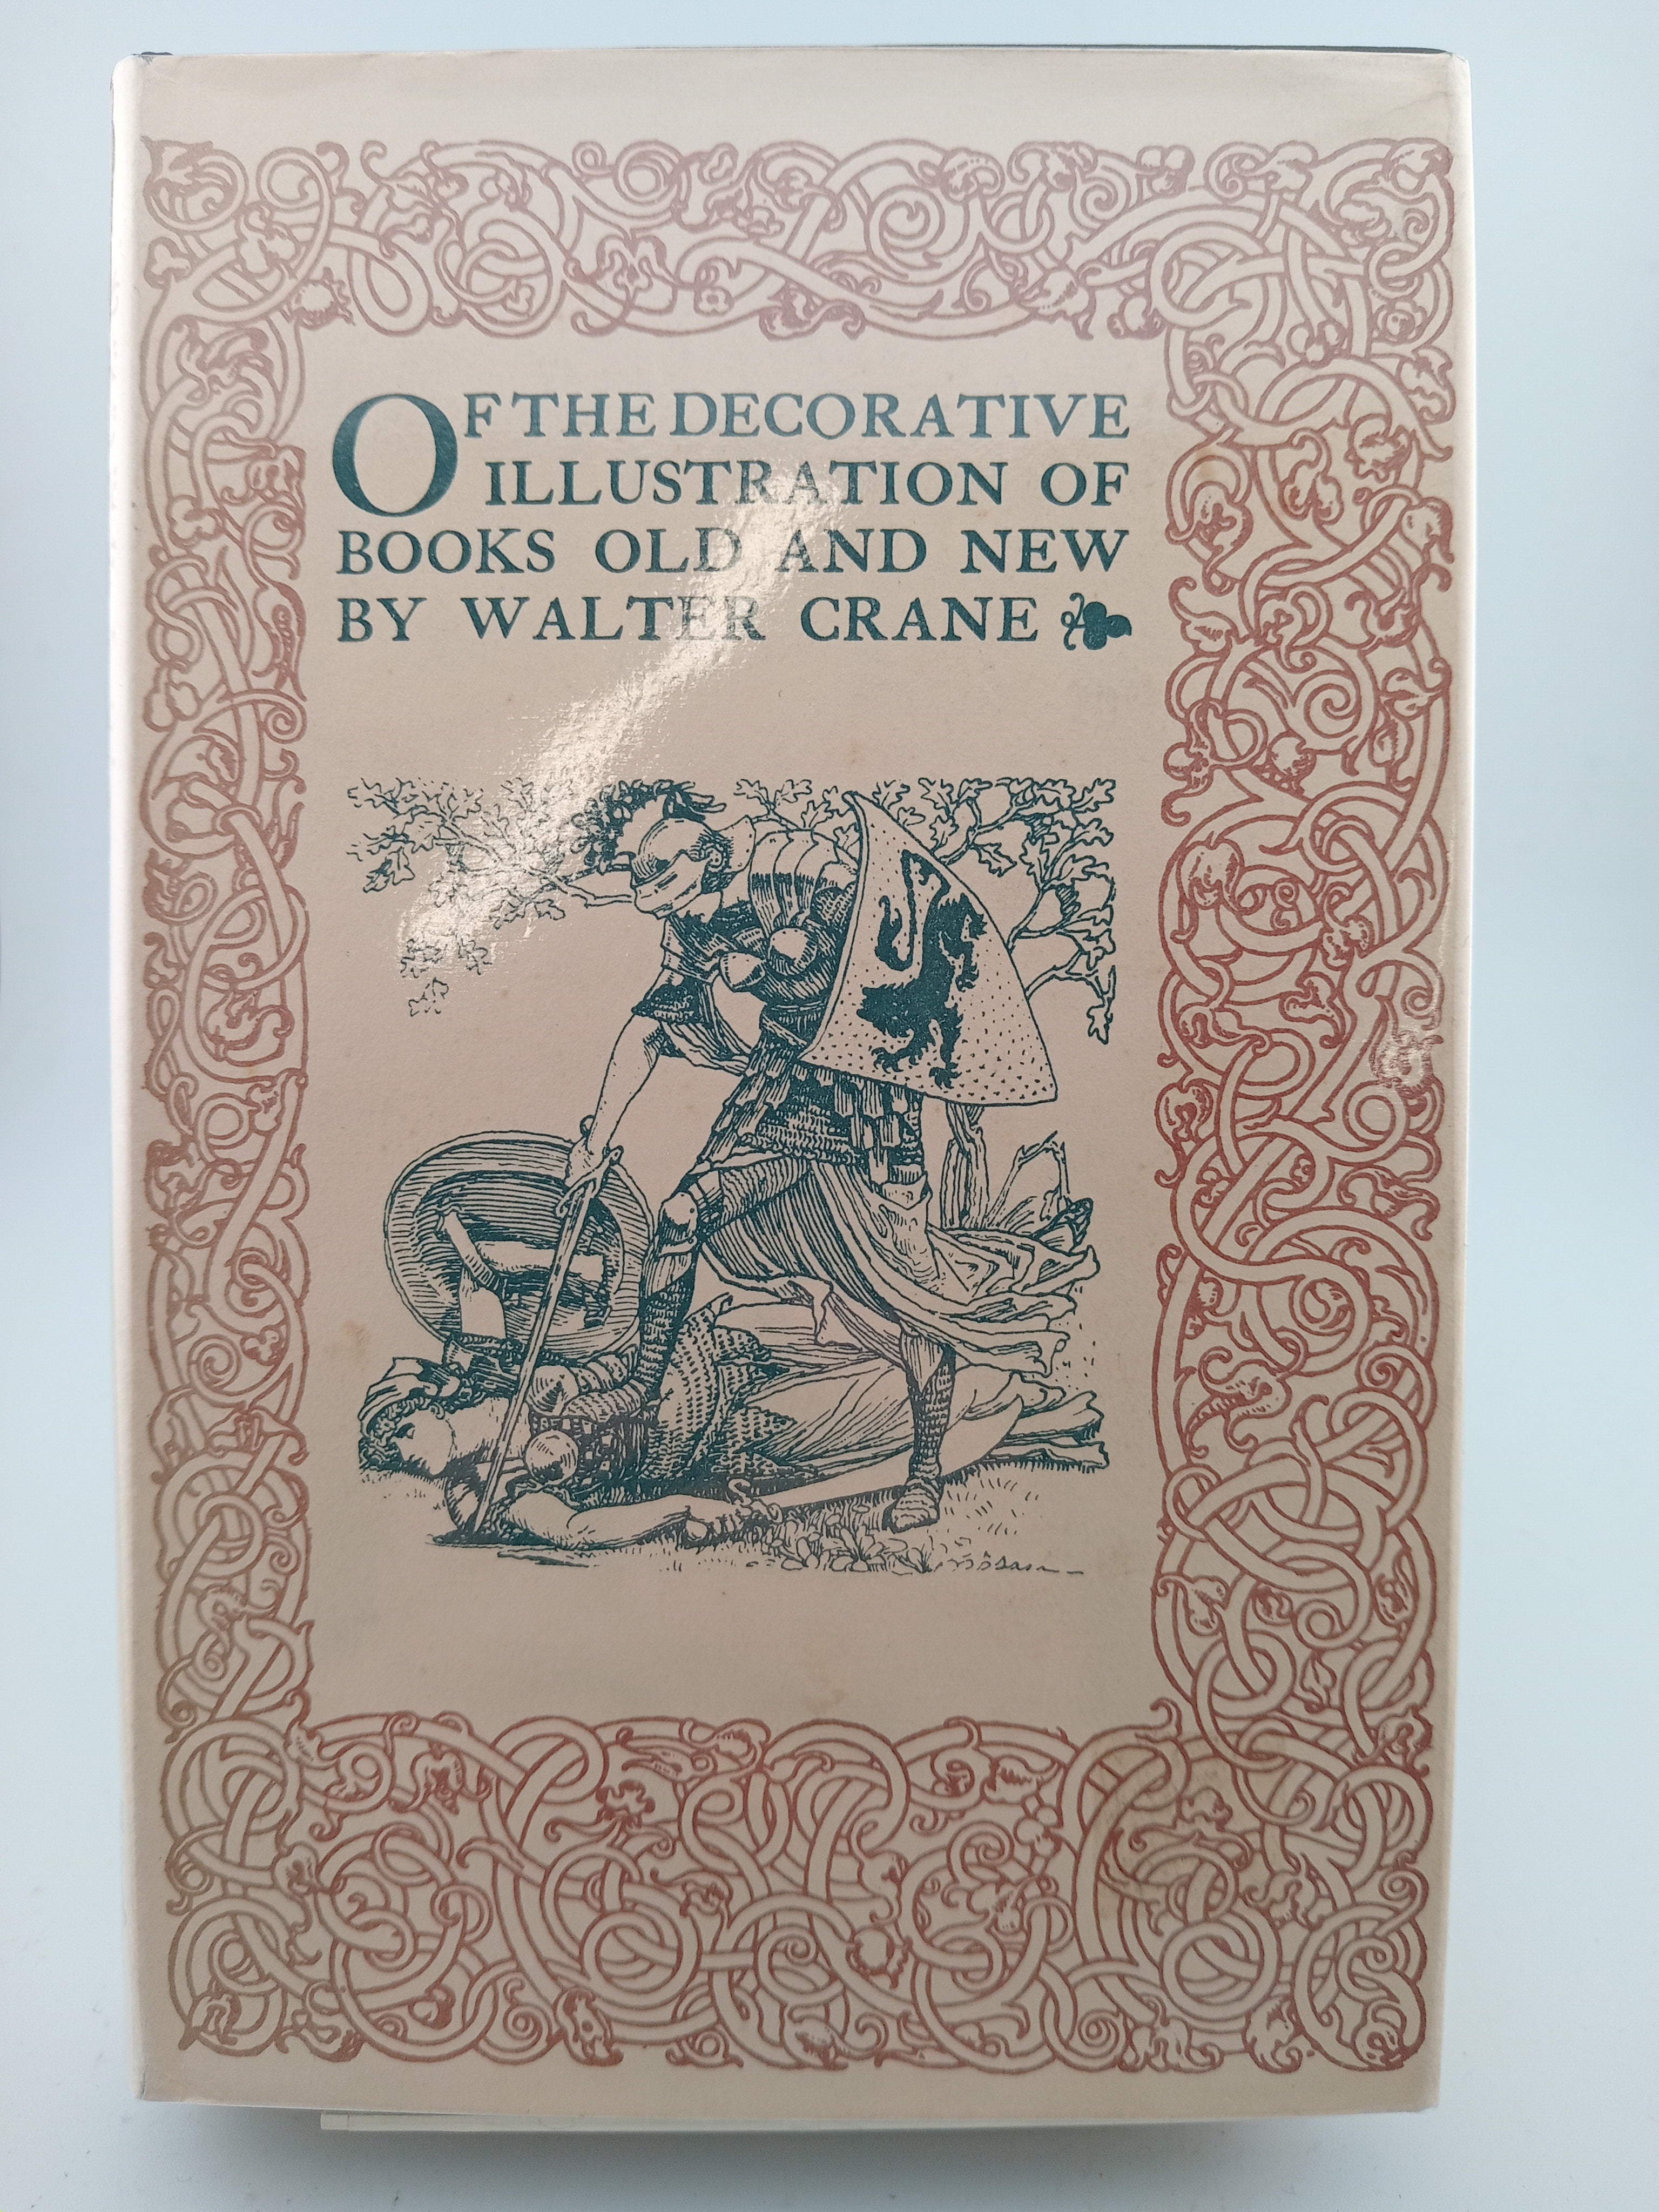 OF THE DECORATIVE
ILLUSTRATION OF
BOOKS OLD AND NEW
BY WALTER CRANE